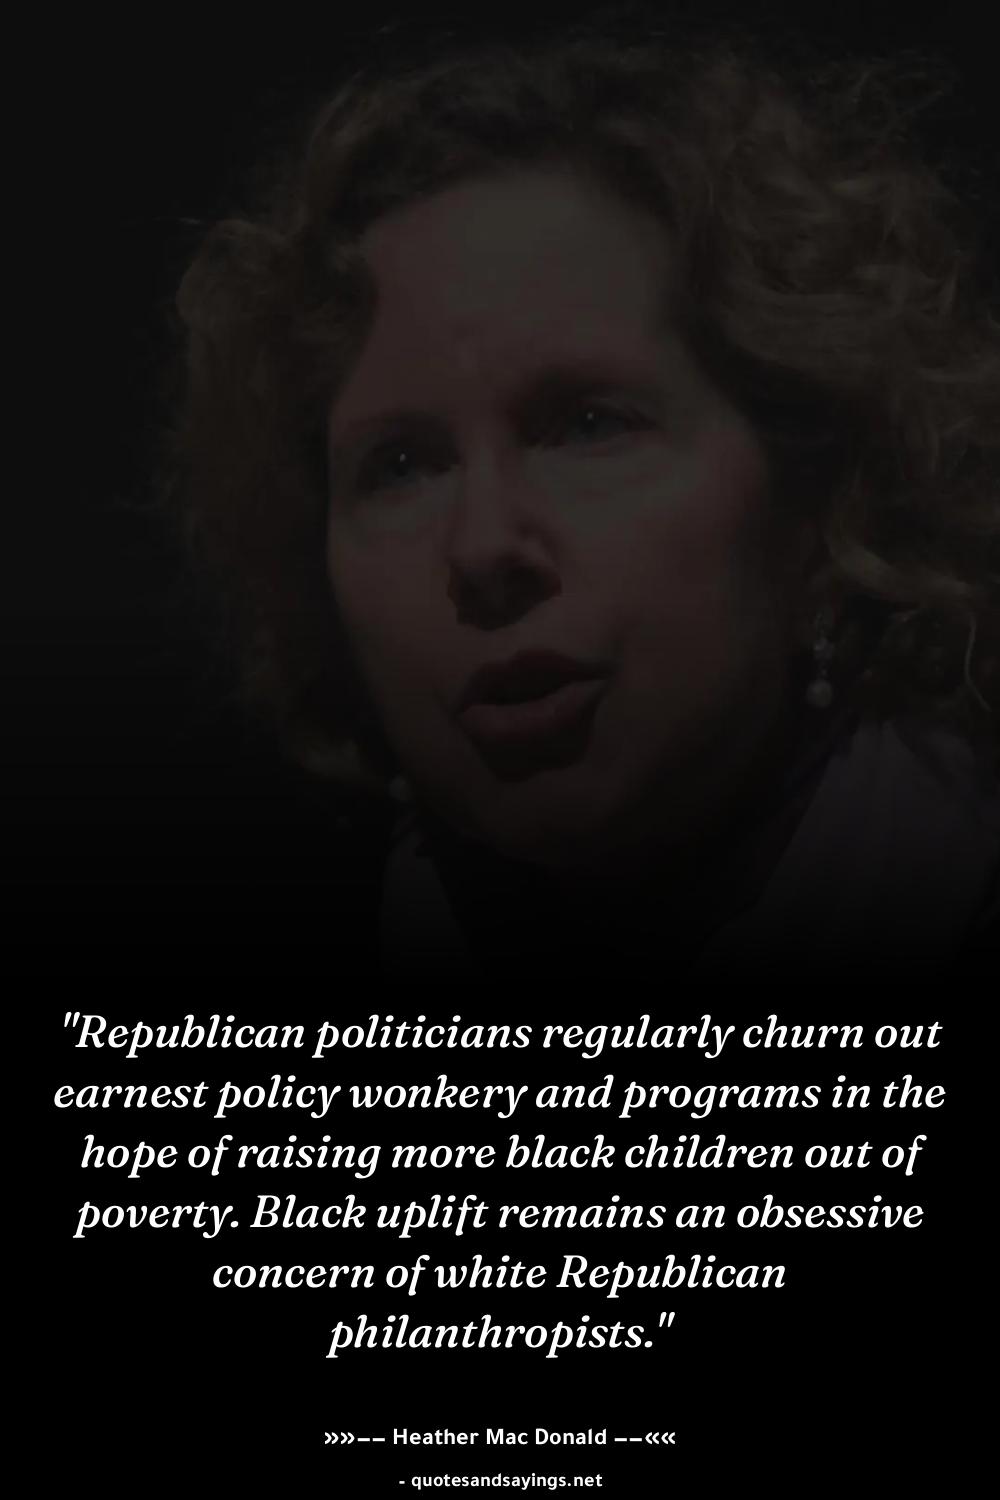 "Republican politicians regularly churn out
earnest policy wonkery and programs in the
hope of raising more black children out of
poverty. Black uplift remains an obsessive
concern of white Republican
philanthropists."
»»−− Heather Mac Donald −−««
- quotesandsayings.net